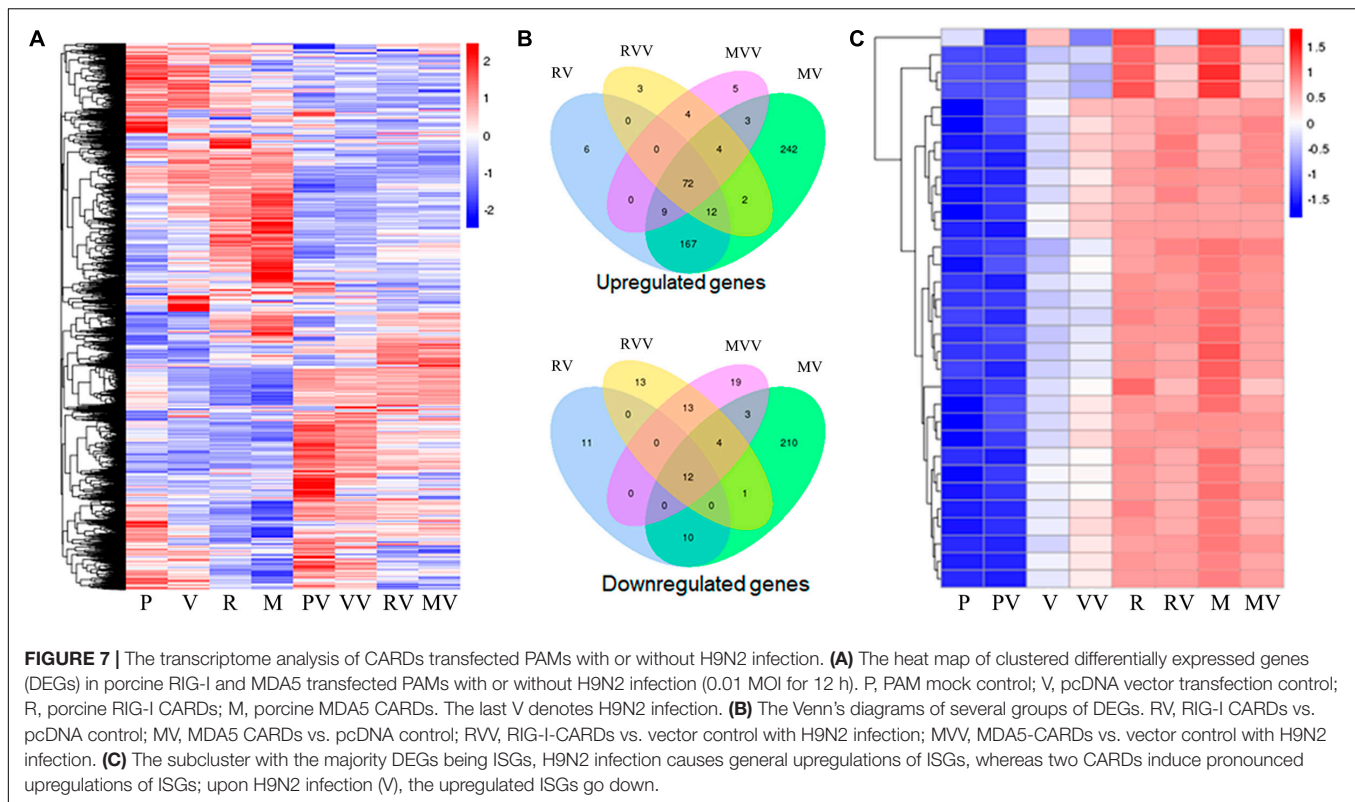 A
2
1
0
-1
-2
P V R M PV VV RV MV
B
RV RVV MVV MV
3 5
0 4 3
6 0 4 242
72
0 9 12 2
167
Upregulated genes
RV RVV MVV MV
13 19
0 13 3
11 0 4 210
12
0 0 0 1
10
Downregulated genes
C
1.5
1
0.5
0
-0.5
-1
-1.5
P PV V VV R RV M MV
FIGURE 7 | The transcriptome analysis of CARDs transfected PAMs with or without H9N2 infection. (A) The heat map of clustered differentially expressed genes
(DEGs) in porcine RIG-I and MDA5 transfected PAMs with or without H9N2 infection (0.01 MOI for 12 h). P, PAM mock control; V, pcDNA vector transfection control;
R, porcine RIG-I CARDs; M, porcine MDA5 CARDs. The last V denotes H9N2 infection. (B) The Venn's diagrams of several groups of DEGs. RV, RIG-I CARDs vs.
pcDNA control; MV, MDA5 CARDs vs. pcDNA control; RVV, RIG-I-CARDs vs. vector control with H9N2 infection; MVV, MDA5-CARDs vs. vector control with H9N2
infection. (C) The subcluster with the majority DEGs being ISGs, H9N2 infection causes general upregulations of ISGs, whereas two CARDs induce pronounced
upregulations of ISGs; upon H9N2 infection (V), the upregulated ISGs go down.